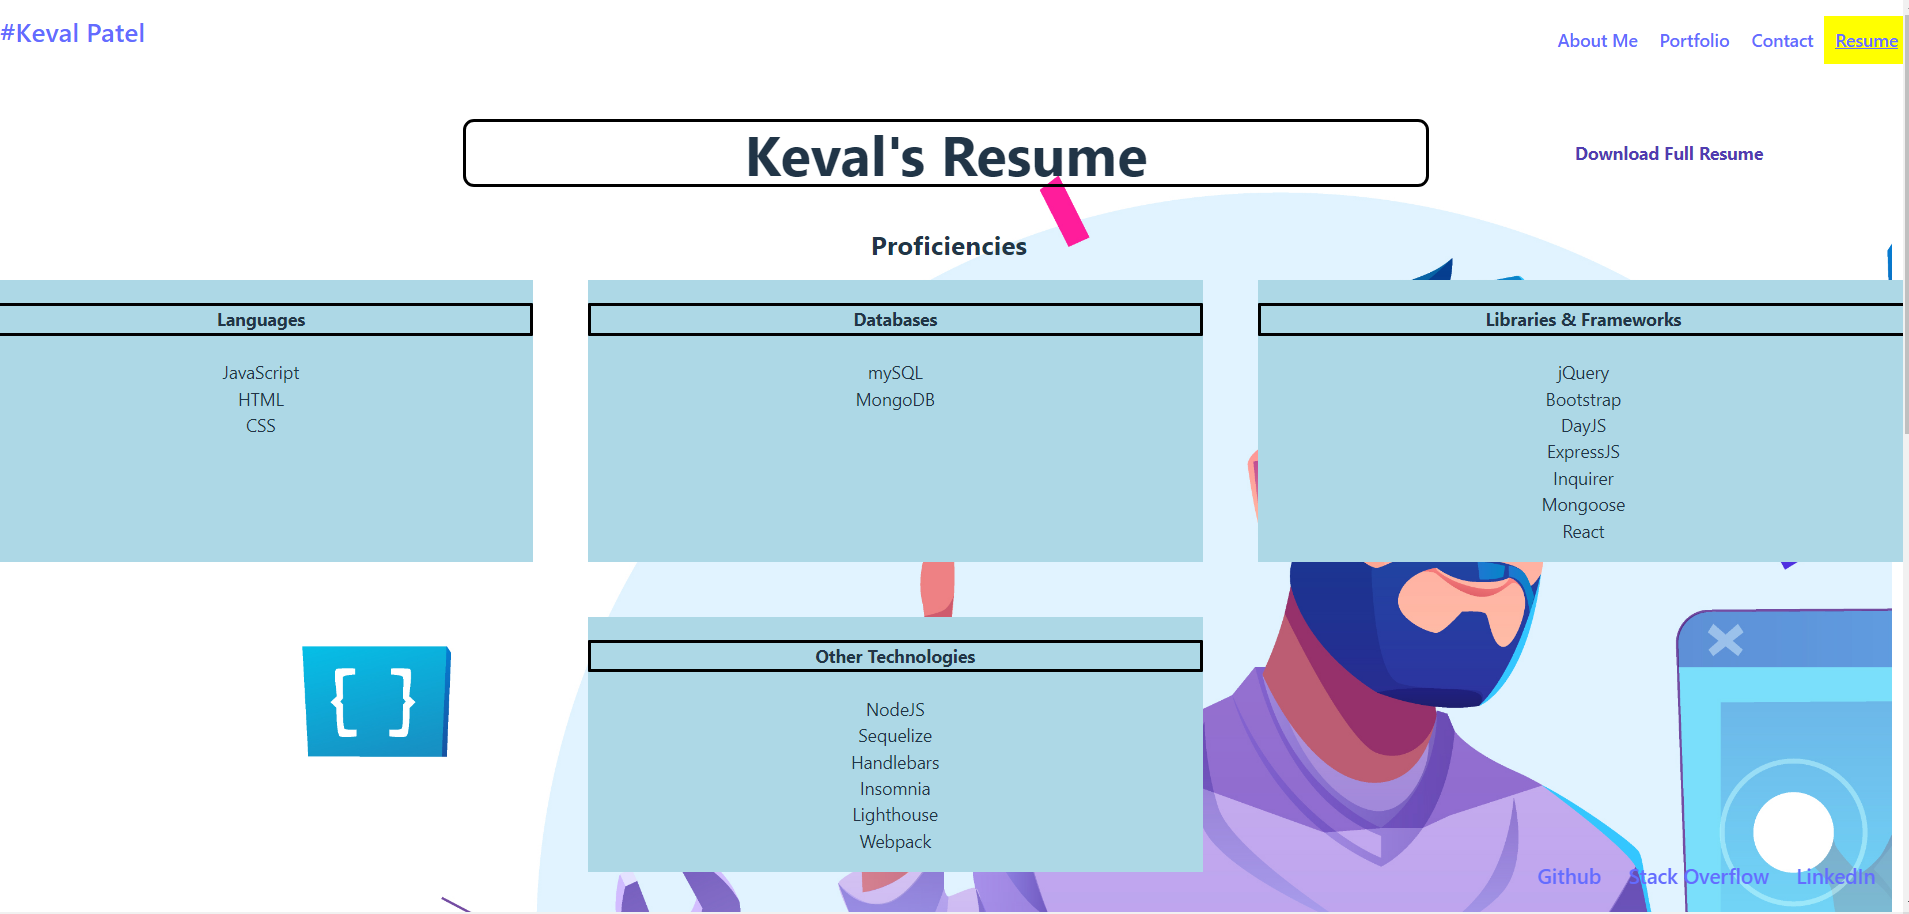 #Keval Patel
About Me Portfolio Contact Resume
Keval's Resume
Download Full Resume
Proficiencies
Languages
JavaScript
HTML
CSS
Databases
mySQL
MongoDB
Libraries & Frameworks
jQuery
Bootstrap
DayJS
ExpressJS
Inquirer
Mongoose
React
{ }
Other Technologies
NodeJS
Sequelize
Handlebars
Insomnia
Lighthouse
Webpack
Github Stack Overflow LinkedIn